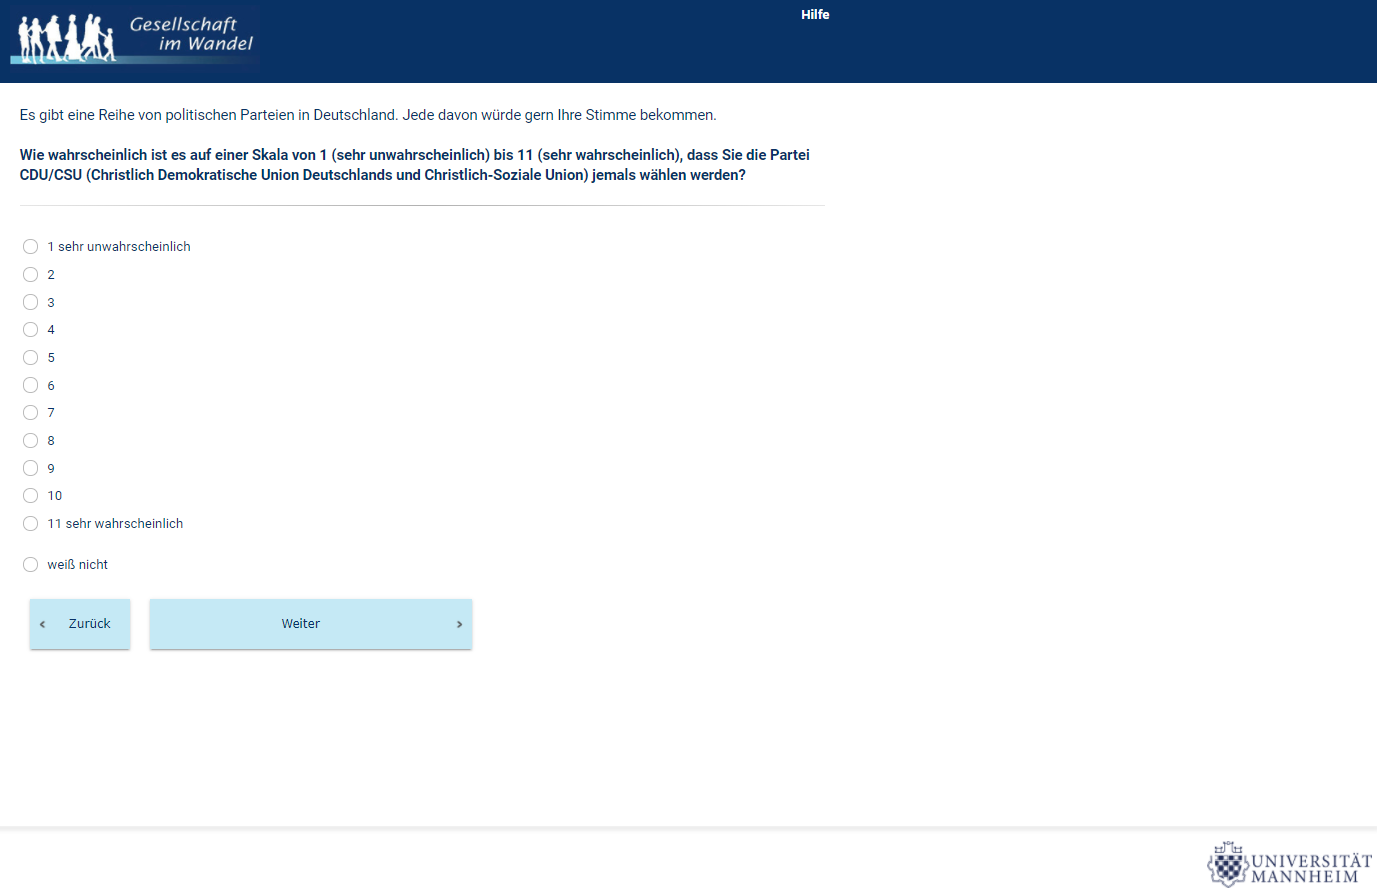 Gesellschaft
im Wandel
Hilfe
Es gibt eine Reihe von politischen Parteien in Deutschland. Jede davon würde gern Ihre Stimme bekommen.
Wie wahrscheinlich ist es auf einer Skala von 1 (sehr unwahrscheinlich) bis 11 (sehr wahrscheinlich), dass Sie die Partei
CDU/CSU (Christlich Demokratische Union Deutschlands und Christlich-Soziale Union) jemals wählen werden?
1 sehr unwahrscheinlich
2
3
4
5
6
7
8
9
10
11 sehr wahrscheinlich
weiß nicht
‹ Zurück
Weiter ›
UNIVERSITÄT
MANNHEIM